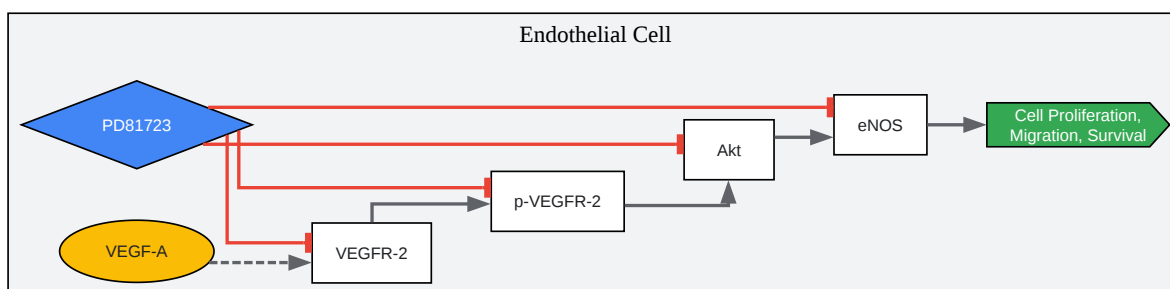 Endothelial Cell
PD81723
eNOS
Cell Proliferation,
Migration, Survival
Akt
p-VEGFR-2
VEGF-A
VEGFR-2